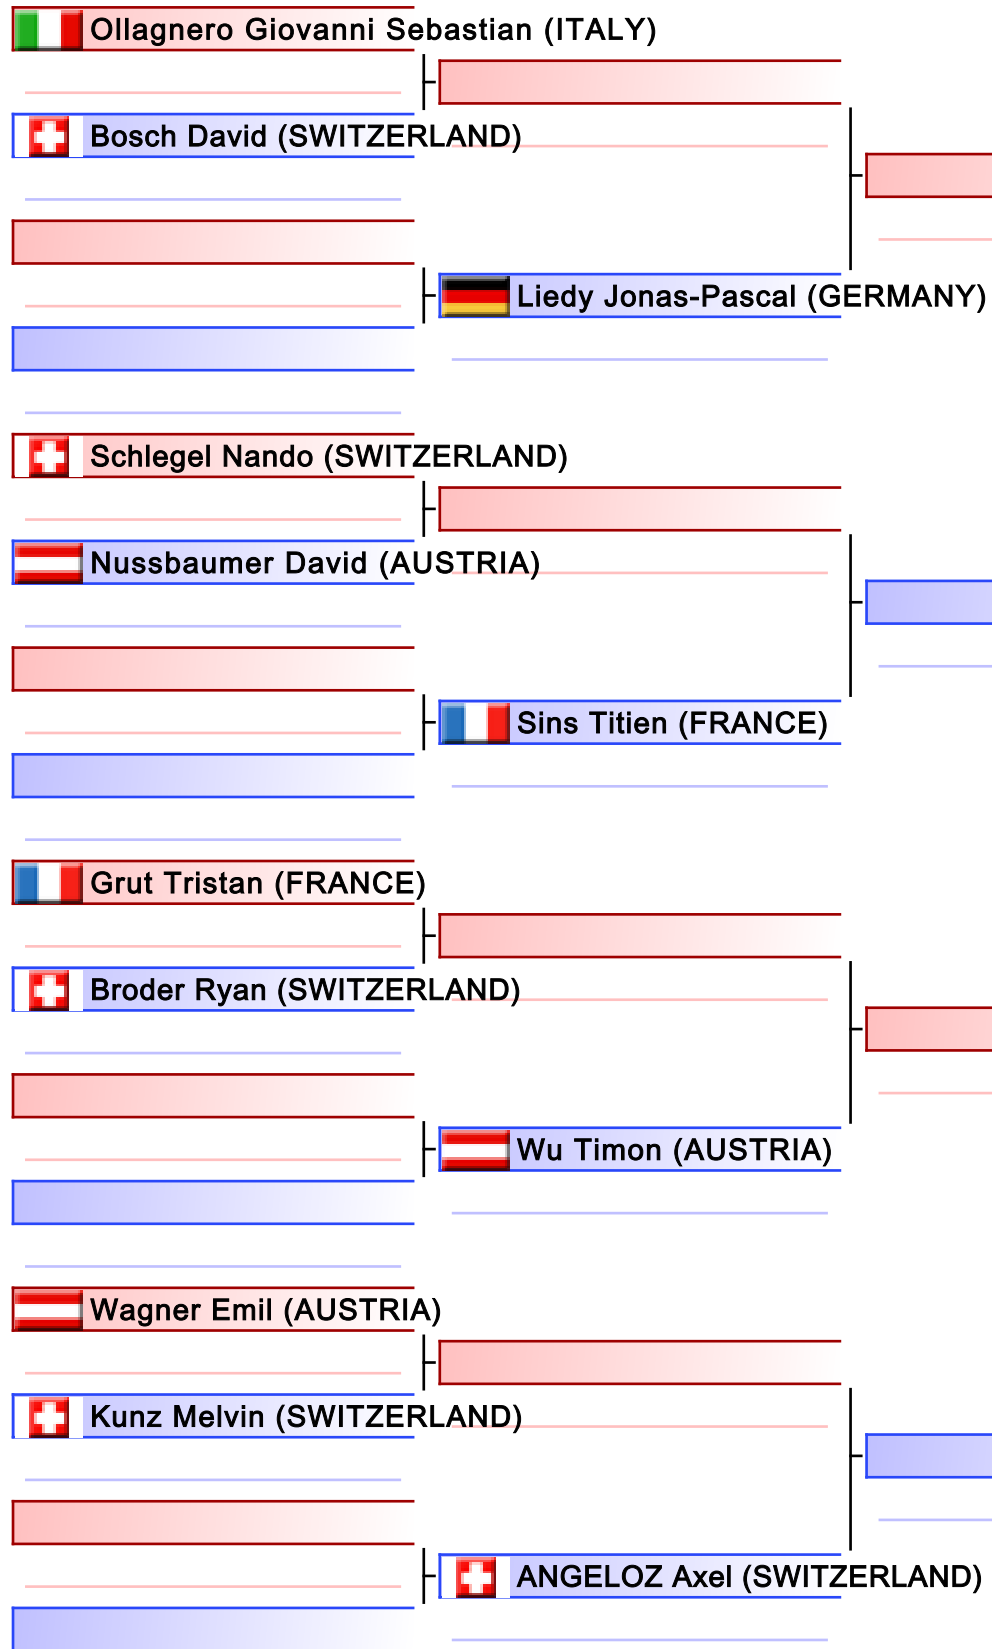 Ollagnero Giovanni Sebastian (ITALY)
Bosch David (SWITZERLAND)
Liedy Jonas-Pascal (GERMANY)
Schlegel Nando (SWITZERLAND)
Nussbaumer David (AUSTRIA)
Sins Titien (FRANCE)
Grut Tristan (FRANCE)
Broder Ryan (SWITZERLAND)
Wu Timon (AUSTRIA)
Wagner Emil (AUSTRIA)
Kunz Melvin (SWITZERLAND)
ANGELOZ Axel (SWITZERLAND)